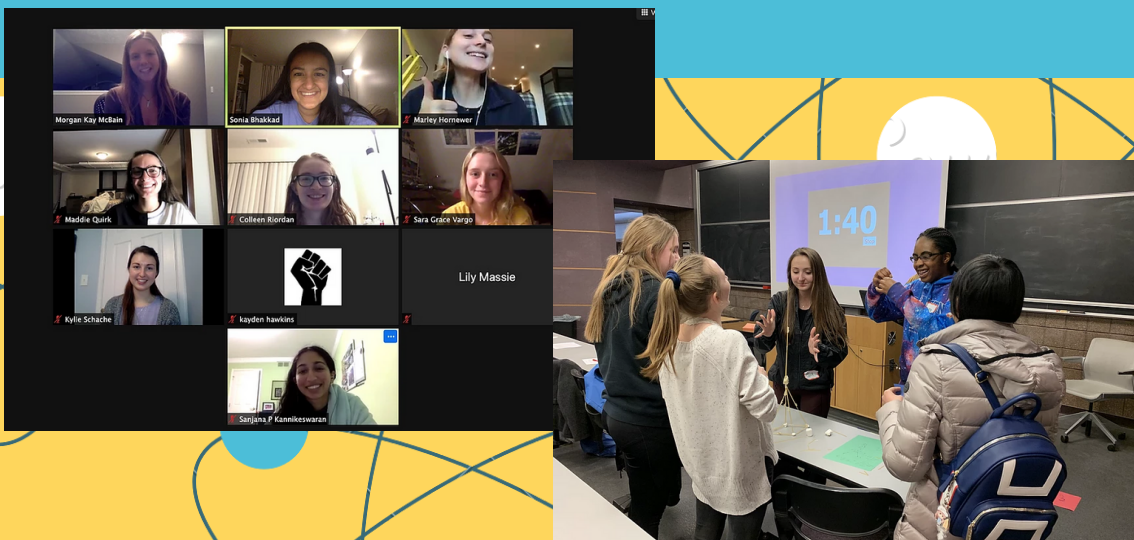 Morgan Kay McBain
Sonia Bhakkad
Marley Hornewer
Maddie Quirk
Colleen Riordan
Sara Grace Vargo
Kylie Schache
kayden hawkins
Lily Massie
Sanjana P Kannikeswaran
1:40